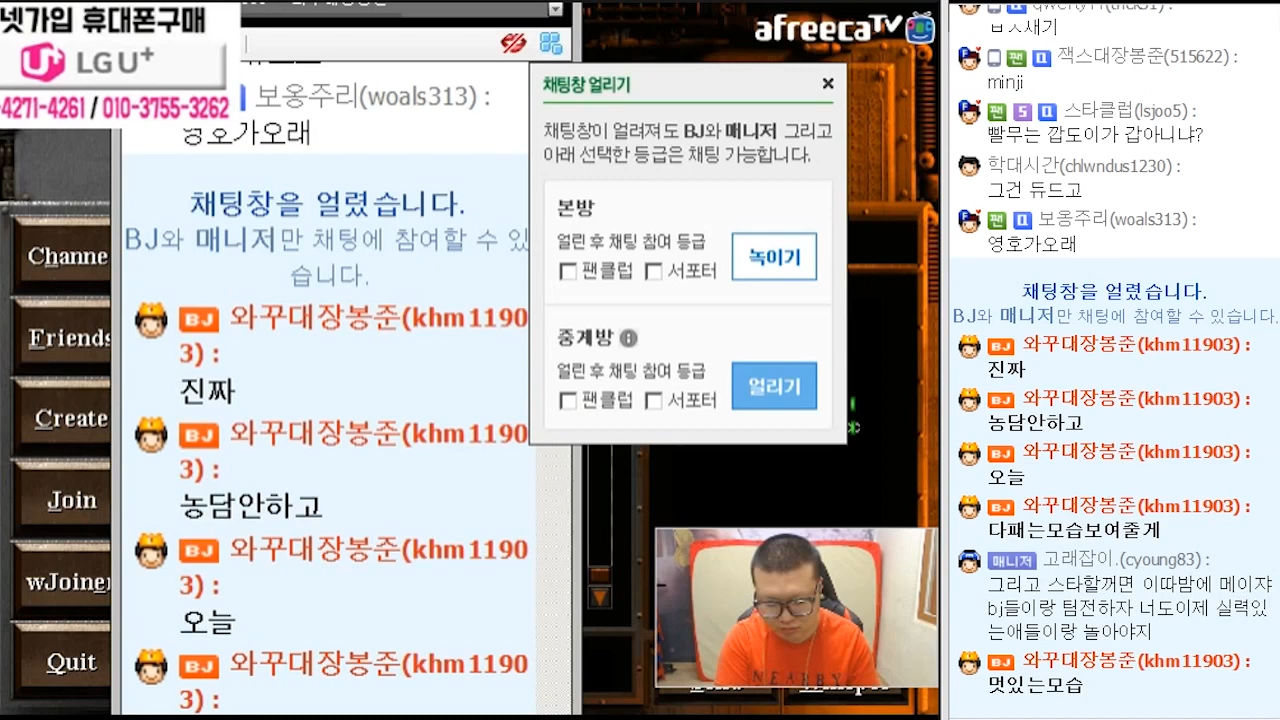 넷가입 휴대폰구매
LG U+
-4271-4261 / 010-3755-3262
보옹주리(woals313) :
영호가오래
채팅창을 얼렸습니다.
BJ와 매니저만 채팅에 참여할 수 있
습니다.
BJ 와꾸대장봉준(khm1190
3) :
진짜
BJ 와꾸대장봉준(khm1190
3) :
농담안하고
BJ 와꾸대장봉준(khm1190
3) :
오늘
BJ 와꾸대장봉준(khm1190
3) :
Channe
Friends
Create
Join
wJoiner
Quit
afreecaTV
채팅창 얼리기
채팅창이 얼려져도 BJ와 매니저 그리고
아래 선택한 등급은 채팅 가능합니다.
본방
얼린 후 채팅 참여 등급
팬클럽 서포터
녹이기
중계방
얼린 후 채팅 참여 등급
팬클럽 서포터
얼리기
NEARBY
minji
팬 잭스대장봉준(515622) :
팬 S 스타클럽(lsjoo5) :
빨무는 깝도이가 갑아니냐?
학대시간(chlwndus1230) :
그건 듀드고
팬 보옹주리(woals313) :
영호가오래
채팅창을 얼렸습니다.
BJ와 매니저만 채팅에 참여할 수 있습니다.
BJ 와꾸대장봉준(khm11903) :
진짜
BJ 와꾸대장봉준(khm11903) :
농담안하고
BJ 와꾸대장봉준(khm11903) :
오늘
BJ 와꾸대장봉준(khm11903) :
다패는모습보여줄게
매니저 고래잡이.(cyoung83) :
그리고스타할꺼면 이따밤에 메이쟈
bj들이랑 팀전하자 너도이제 실력있
는애들이랑 놀아야지
BJ 와꾸대장봉준(khm11903) :
멋있는모습